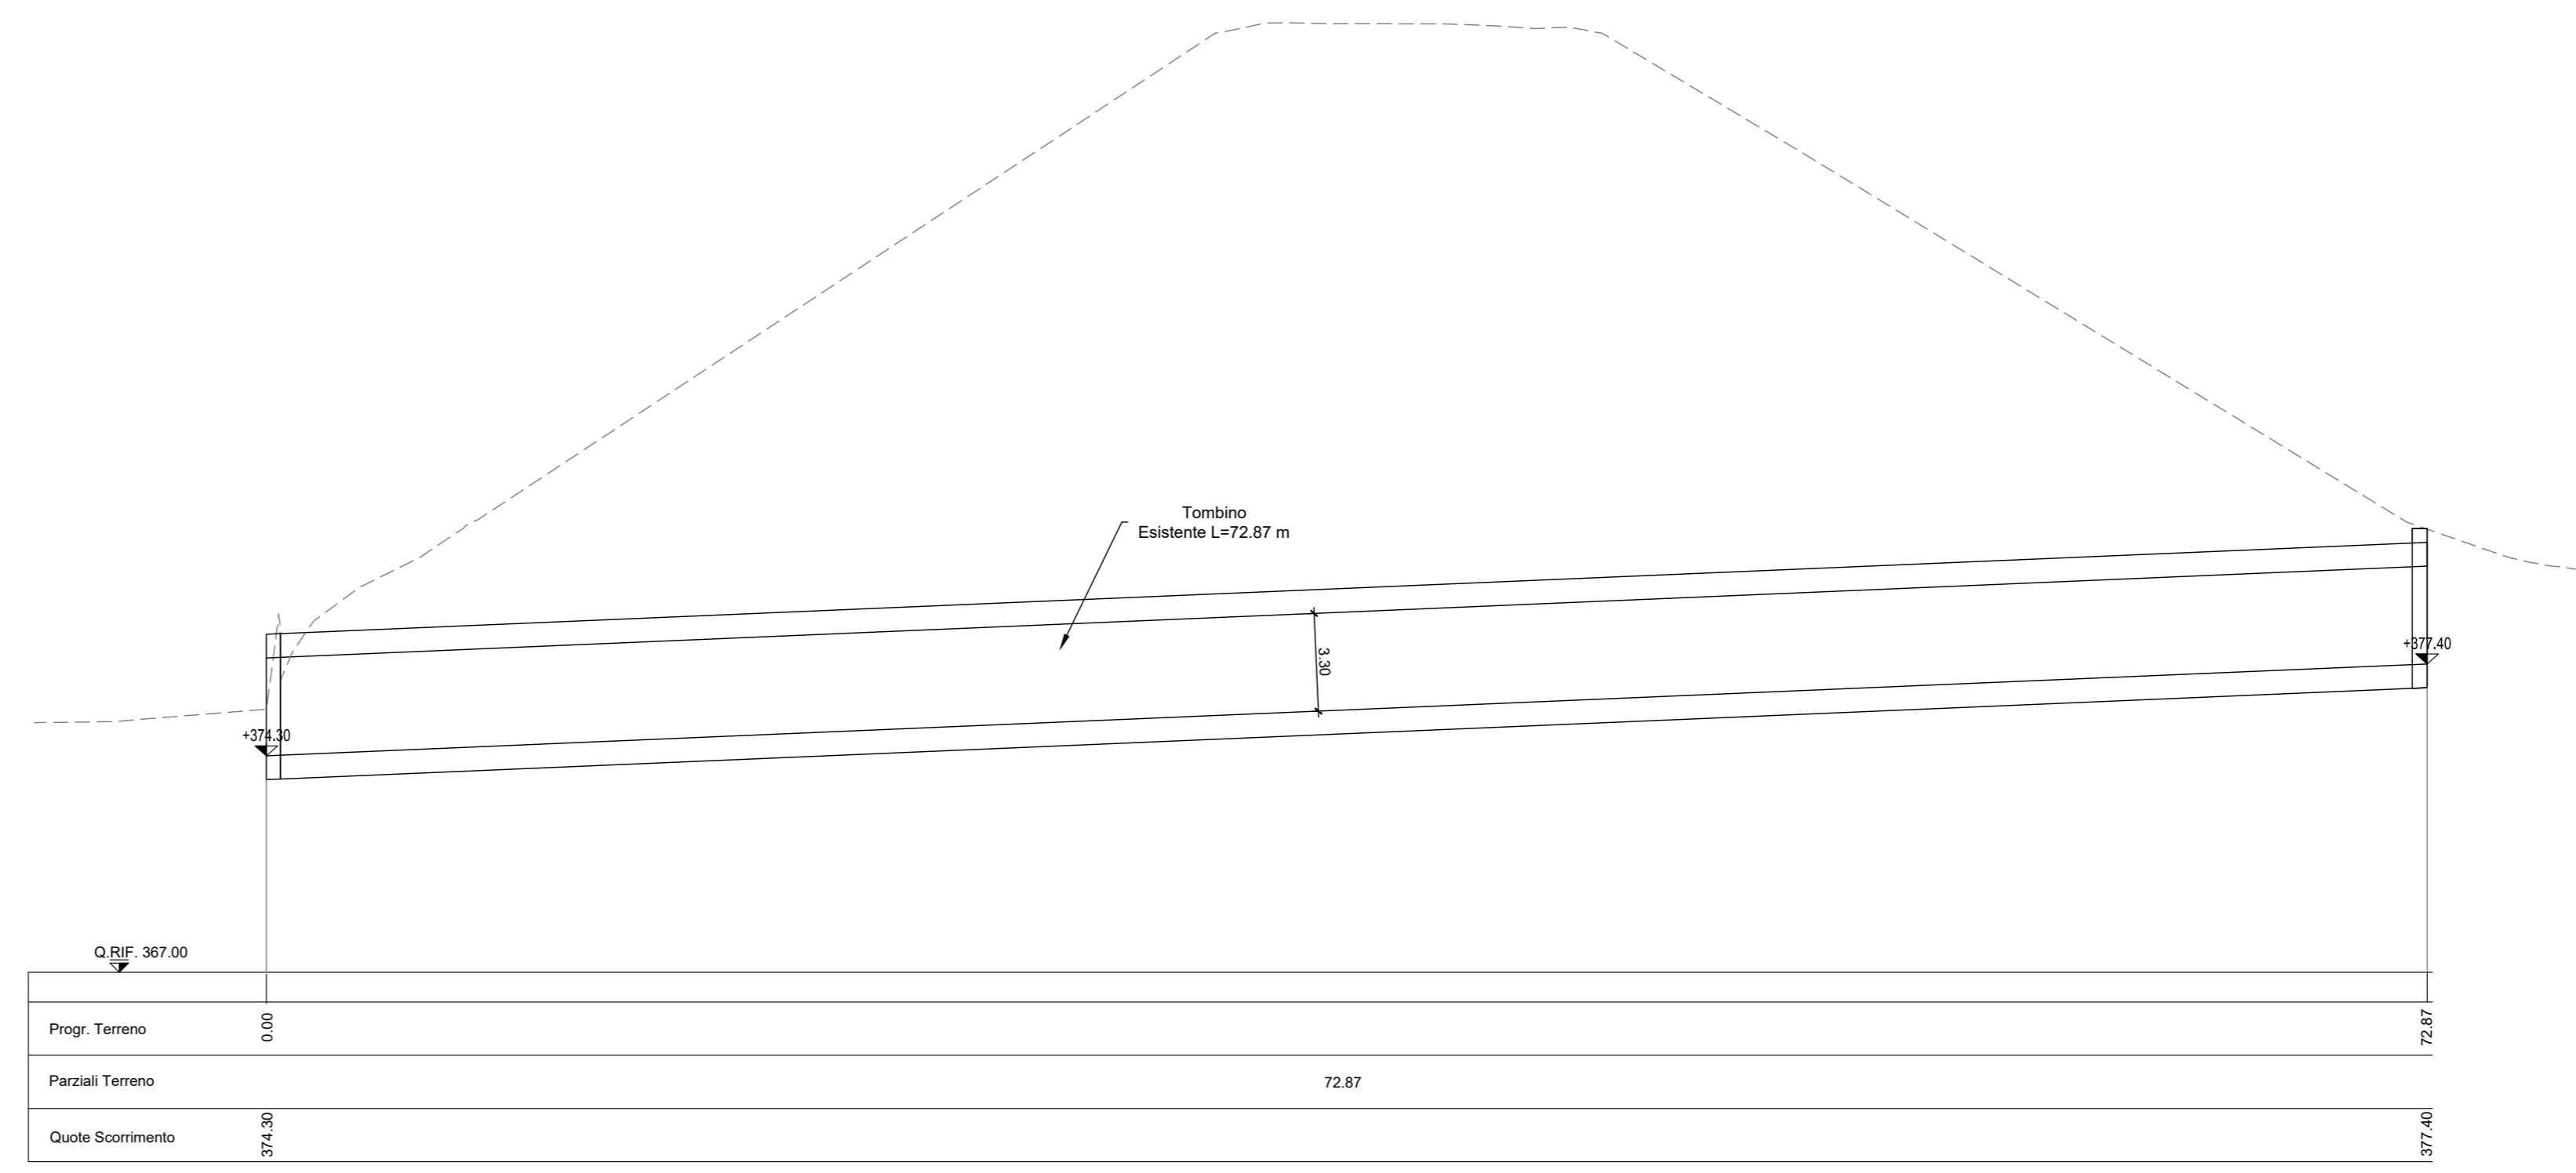 Tombino
Esistente L=72.87 m
3.30
+377.40
+374.30
Q.RIF. 367.00
Progr. Terreno 0.00 72.87
Parziali Terreno 72.87
Quote Scorrimento 374.30 377.40